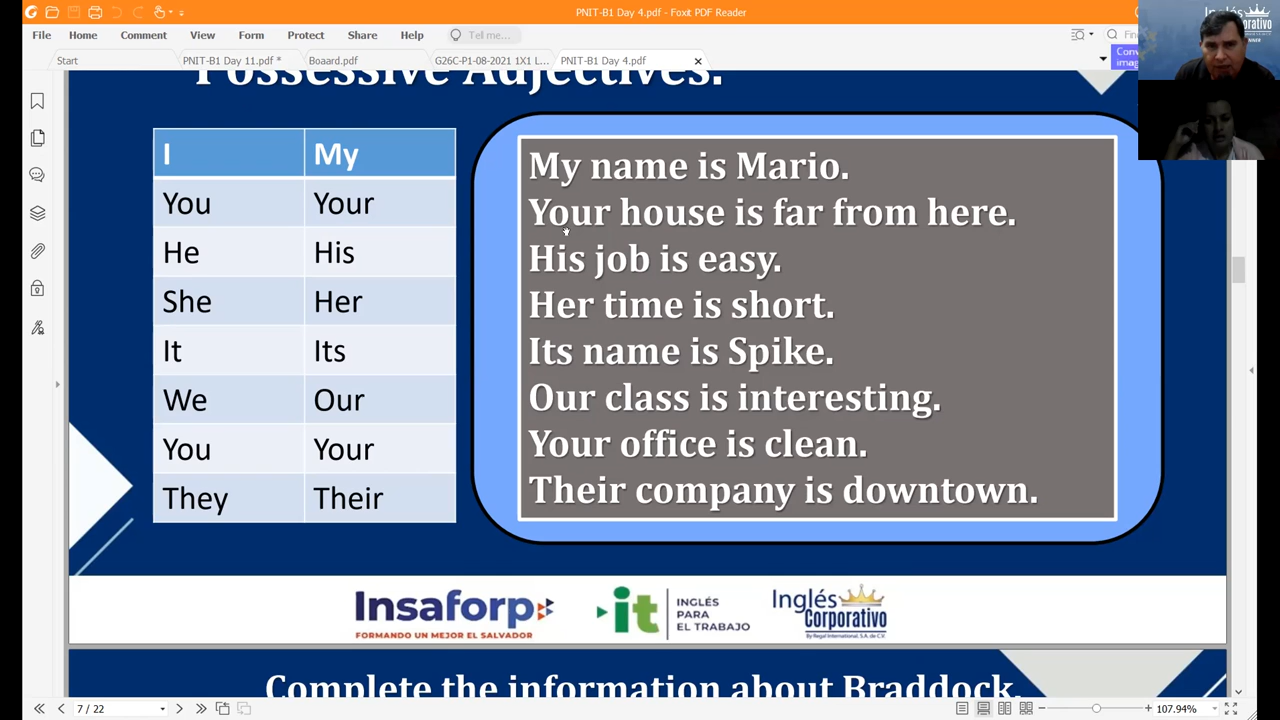 PNIT-B1 Day 4.pdf - Foxit PDF Reader
File Home Comment View Form Protect Share Help Tell me...
Start PNIT-B1 Day 11.pdf * Boaard.pdf G26C-P1-08-2021 1X1 L... PNIT-B1 Day 4.pdf
Possessive Adjectives.
I My
You Your
He His
She Her
It Its
We Our
You Your
They Their
My name is Mario.
Your house is far from here.
His job is easy.
Her time is short.
Its name is Spike.
Our class is interesting.
Your office is clean.
Their company is downtown.
Insaforp
FORMANDO UN MEJOR EL SALVADOR
it
INGLÉS
PARA
EL TRABAJO
Inglés
Corporativo
By Regal International, S.A. de C.V.
Complete the information about Braddock.
7 / 22
107.94%